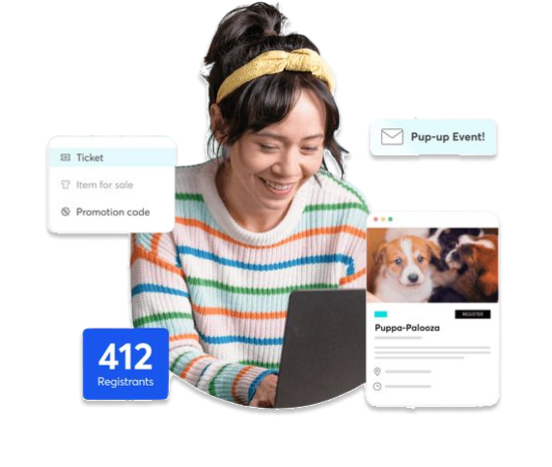 Ticket
Item for sale
Promotion code
Pup-up Event!
REGISTER
Puppa-Palooza
412
Registrants